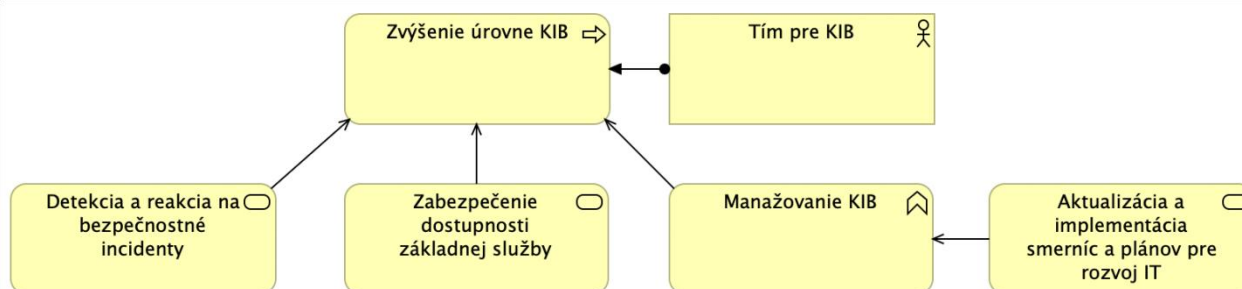 Zvýšenie úrovne KIB
Tím pre KIB
Detekcia a reakcia na
bezpečnostné
incidenty
Zabezpečenie
dostupnosti
základnej služby
Manažovanie KIB
Aktualizácia a
implementácia
smerníc a plánov pre
rozvoj IT